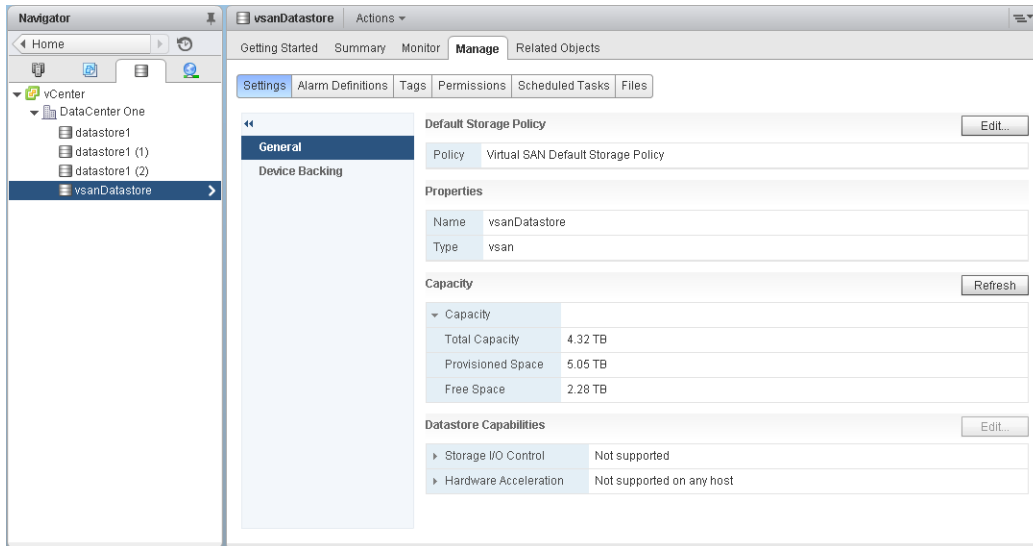 Navigator
Home
vCenter
DataCenter One
datastore1
datastore1 (1)
datastore1 (2)
vsanDatastore
vsanDatastore Actions
Getting Started Summary Monitor Manage Related Objects
Settings Alarm Definitions Tags Permissions Scheduled Tasks Files
General
Device Backing
Default Storage Policy Edit...
Policy Virtual SAN Default Storage Policy
Properties
Name vsanDatastore
Type vsan
Capacity Refresh
Capacity
Total Capacity 4.32 TB
Provisioned Space 5.05 TB
Free Space 2.28 TB
Datastore Capabilities Edit...
Storage I/O Control Not supported
Hardware Acceleration Not supported on any host